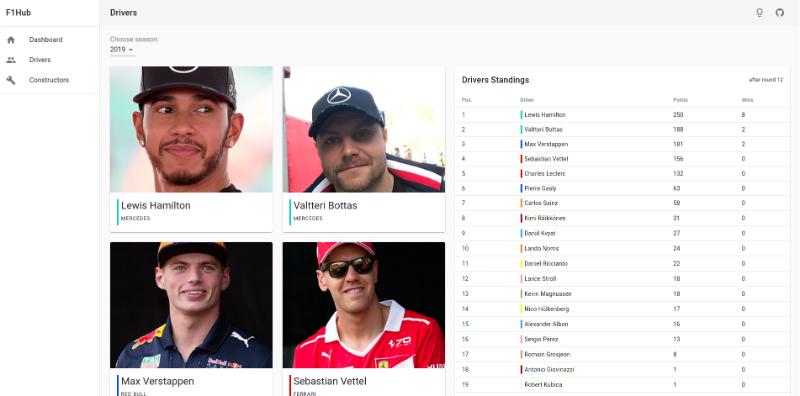 F1Hub
Drivers
Dashboard
Drivers
Constructors
Choose season:
2019
Lewis Hamilton
MERCEDES
Valtteri Bottas
MERCEDES
Max Verstappen
RED BULL
Sebastian Vettel
FERRARI
Drivers Standings
after round 12
Pos. Driver Points Wins
1 Lewis Hamilton 250 8
2 Valtteri Bottas 188 2
3 Max Verstappen 181 2
4 Sebastian Vettel 156 0
5 Charles Leclerc 132 0
6 Pierre Gasly 63 0
7 Carlos Sainz 58 0
8 Kimi Räikkönen 31 0
9 Daniil Kvyat 27 0
10 Lando Norris 24 0
11 Daniel Ricciardo 22 0
12 Lance Stroll 18 0
13 Kevin Magnussen 18 0
14 Nico Hülkenberg 17 0
15 Alexander Albon 16 0
16 Sergio Pérez 13 0
17 Romain Grosjean 8 0
18 Antonio Giovinazzi 1 0
19 Robert Kubica 1 0